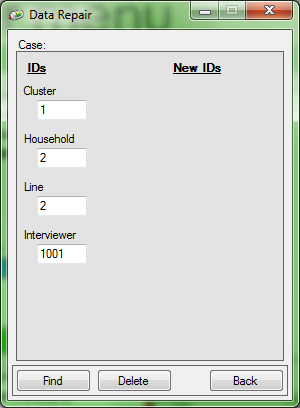 Data Repair
Case:
IDs New IDs
Cluster
1
Household
2
Line
2
Interviewer
1001
Find Delete Back